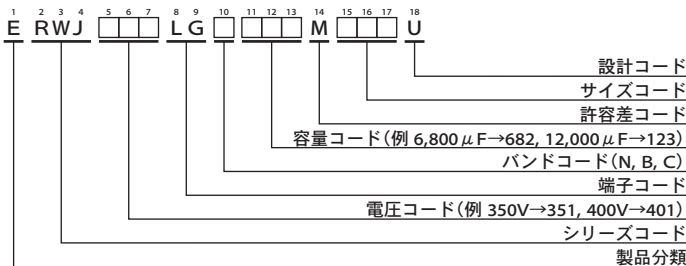 1 2 3 4 5 6 7 8 9 10 11 12 13 14 15 16 17 18
E RWJ □□□ LG □ □□□ M □□□ U
設計コード
サイズコード
許容差コード
容量コード(例 6,800μF→682, 12,000μF→123)
バンドコード(N, B, C)
端子コード
電圧コード(例 350V→351, 400V→401)
シリーズコード
製品分類